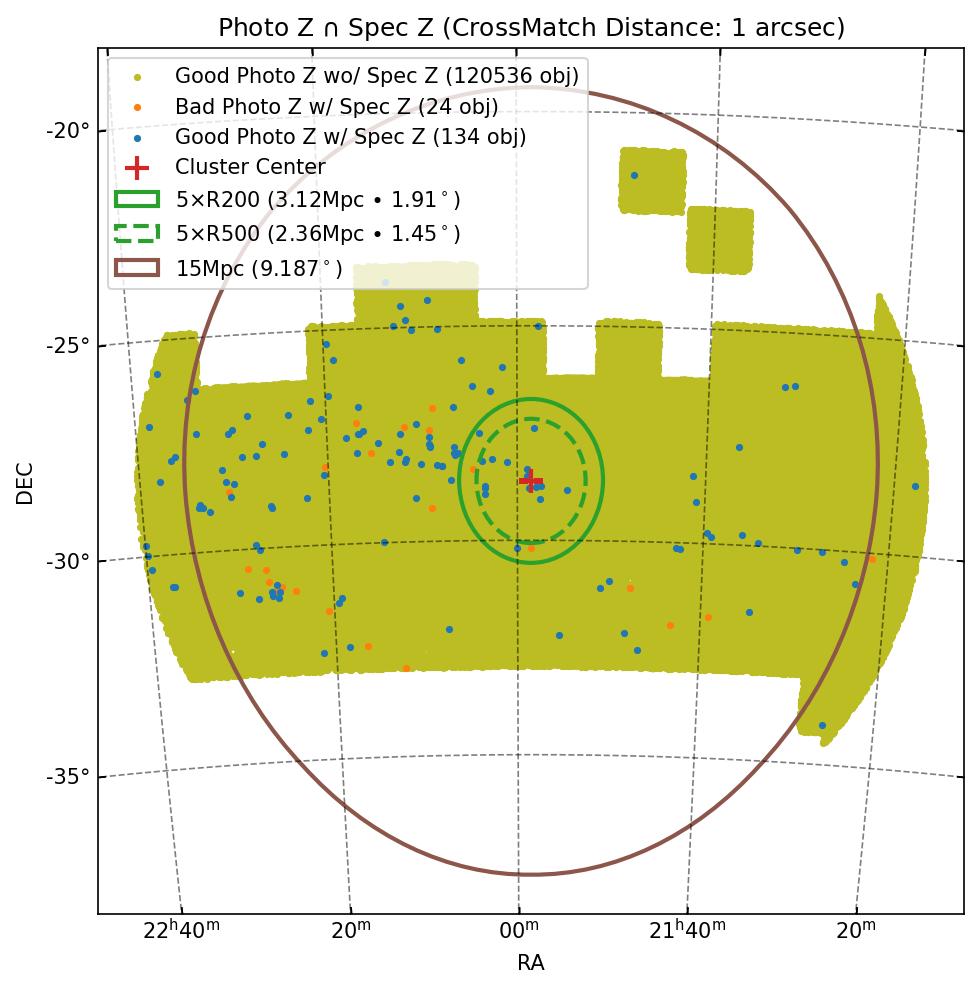 Photo Z ∩ Spec Z (CrossMatch Distance: 1 arcsec)
Good Photo Z wo/ Spec Z (120536 obj)
Bad Photo Z w/ Spec Z (24 obj)
Good Photo Z w/ Spec Z (134 obj)
Cluster Center
5×R200 (3.12Mpc • 1.91°)
5×R500 (2.36Mpc • 1.45°)
15Mpc (9.187°)
-20°
-25°
-30°
-35°
DEC
22ʰ40ᵐ 20ᵐ 00ᵐ 21ʰ40ᵐ 20ᵐ
RA